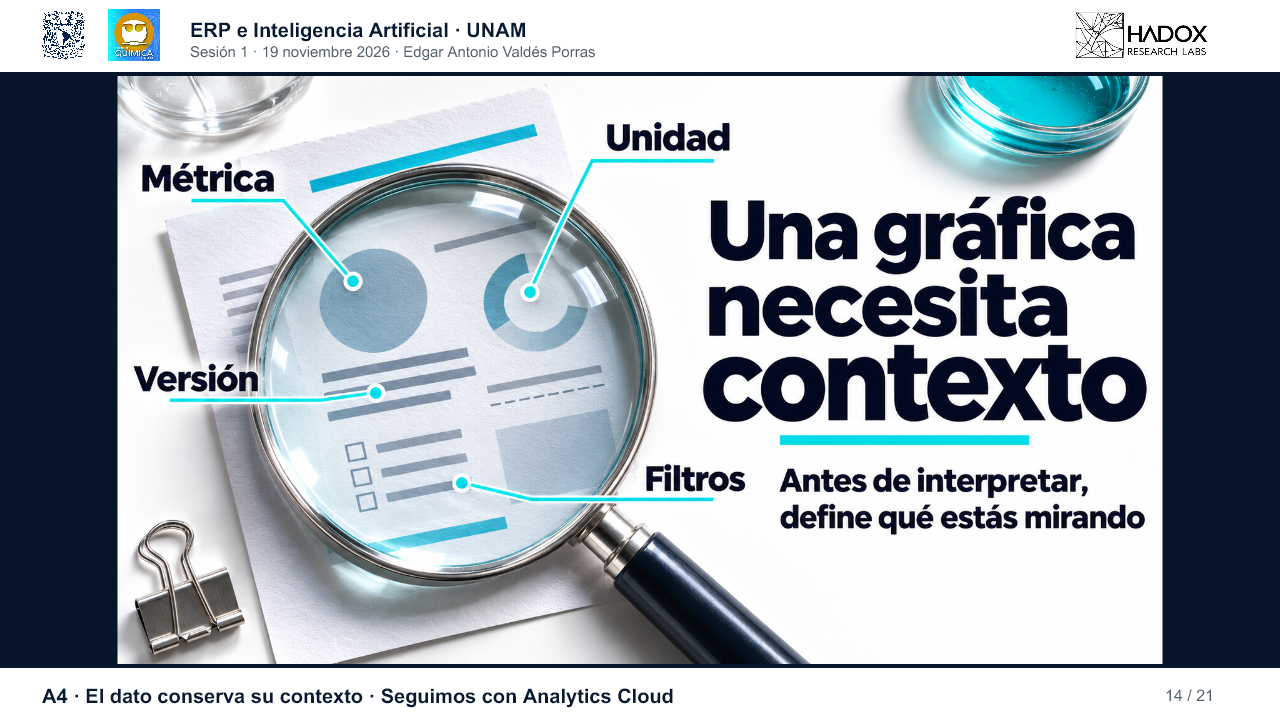 ERP e Inteligencia Artificial · UNAM
Sesión 1 · 19 noviembre 2026 · Edgar Antonio Valdés Porras
QUÍMICA
HADOX
RESEARCH LABS
Unidad
Métrica
Una gráfica
necesita
contexto
Versión
Filtros
Antes de interpretar,
define qué estás mirando
A4 · El dato conserva su contexto · Seguimos con Analytics Cloud
14 / 21